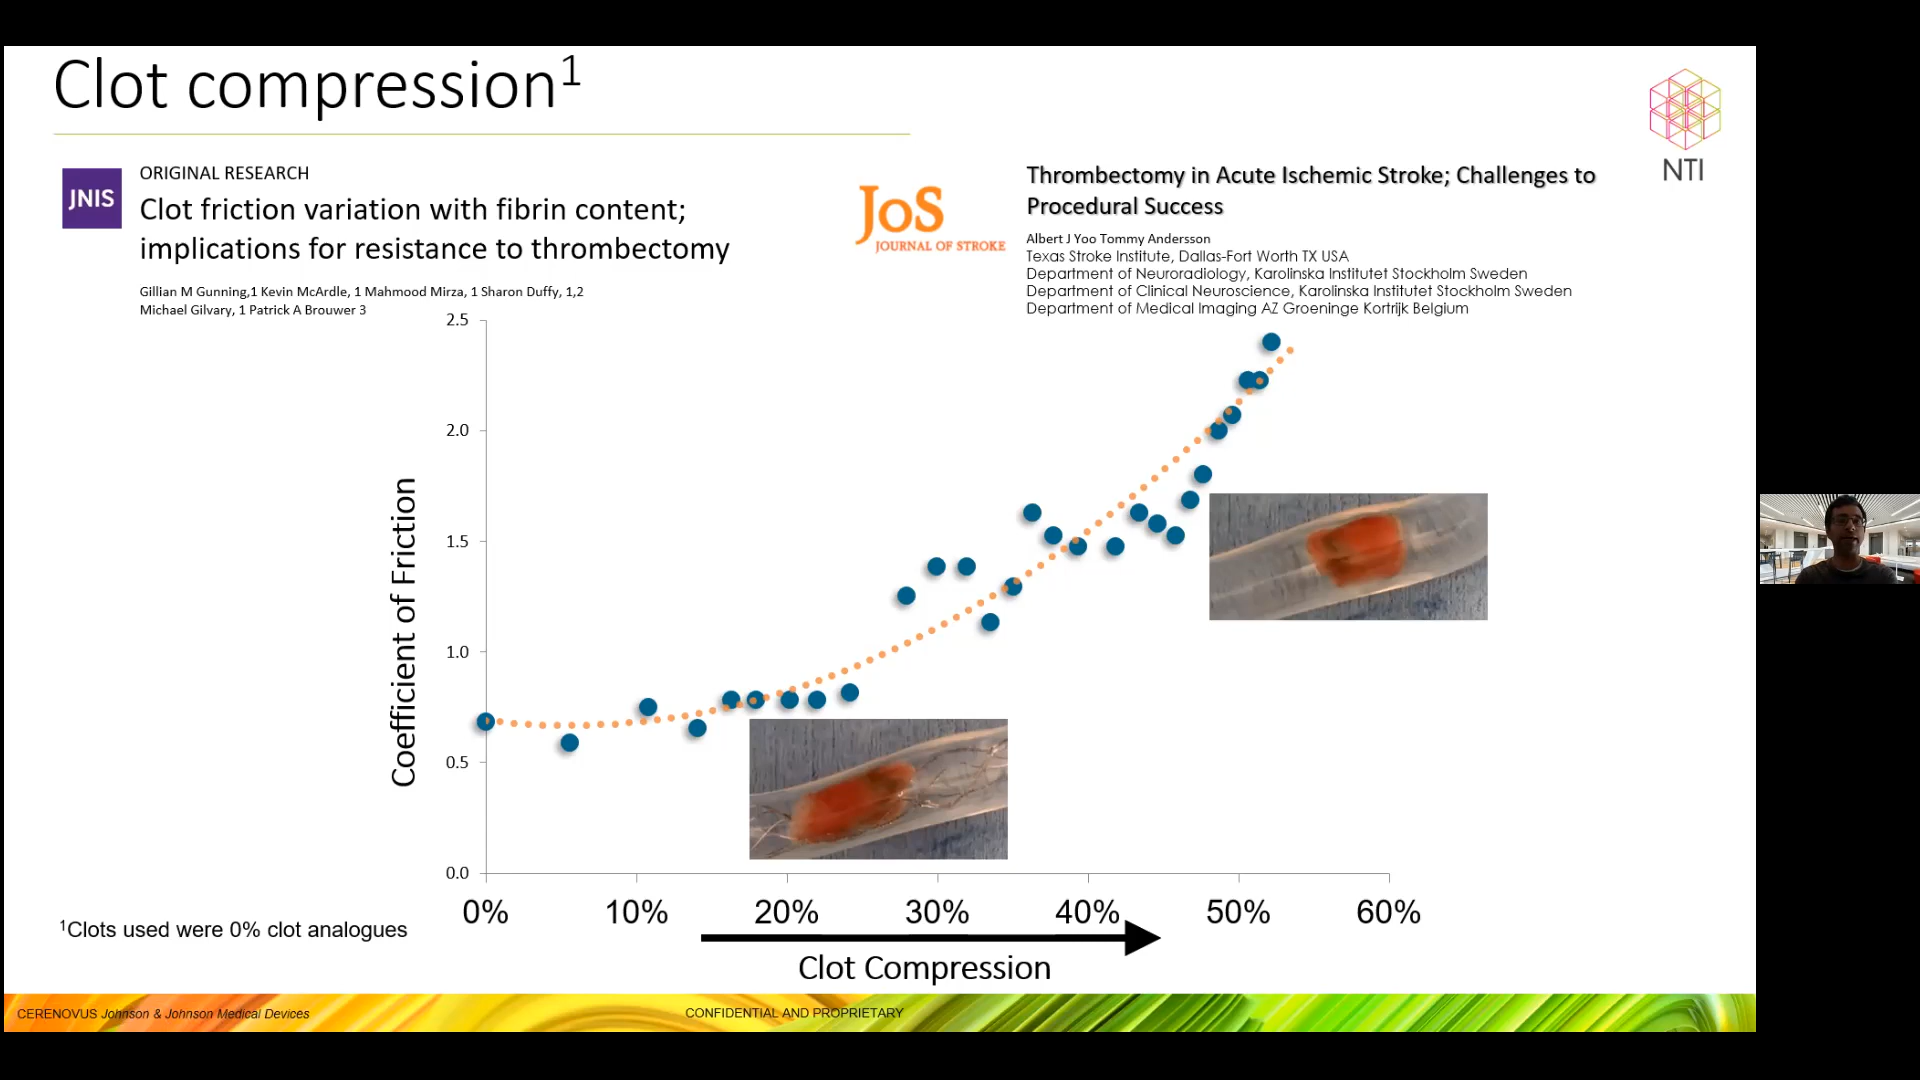 Clot compression¹
NTI
JNIS
ORIGINAL RESEARCH
Clot friction variation with fibrin content;
implications for resistance to thrombectomy
Gillian M Gunning,1 Kevin McArdle, 1 Mahmood Mirza, 1 Sharon Duffy, 1,2
Michael Gilvary, 1 Patrick A Brouwer 3
JoS
JOURNAL OF STROKE
Thrombectomy in Acute Ischemic Stroke; Challenges to
Procedural Success
Albert J Yoo Tommy Andersson
Texas Stroke Institute, Dallas-Fort Worth TX USA
Department of Neuroradiology, Karolinska Institutet Stockholm Sweden
Department of Clinical Neuroscience, Karolinska Institutet Stockholm Sweden
Department of Medical Imaging AZ Groeninge Kortrijk Belgium
2.5
2.0
1.5
1.0
0.5
0.0
Coefficient of Friction
0% 10% 20% 30% 40% 50% 60%
Clot Compression
¹Clots used were 0% clot analogues
CERENOVUS Johnson & Johnson Medical Devices
CONFIDENTIAL AND PROPRIETARY